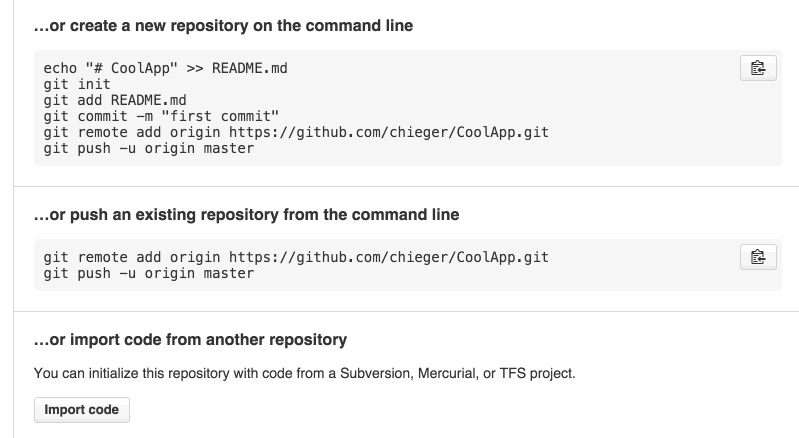 ...or create a new repository on the command line
echo "# CoolApp" >> README.md
git init
git add README.md
git commit -m "first commit"
git remote add origin https://github.com/chieger/CoolApp.git
git push -u origin master
...or push an existing repository from the command line
git remote add origin https://github.com/chieger/CoolApp.git
git push -u origin master
...or import code from another repository
You can initialize this repository with code from a Subversion, Mercurial, or TFS project.
Import code